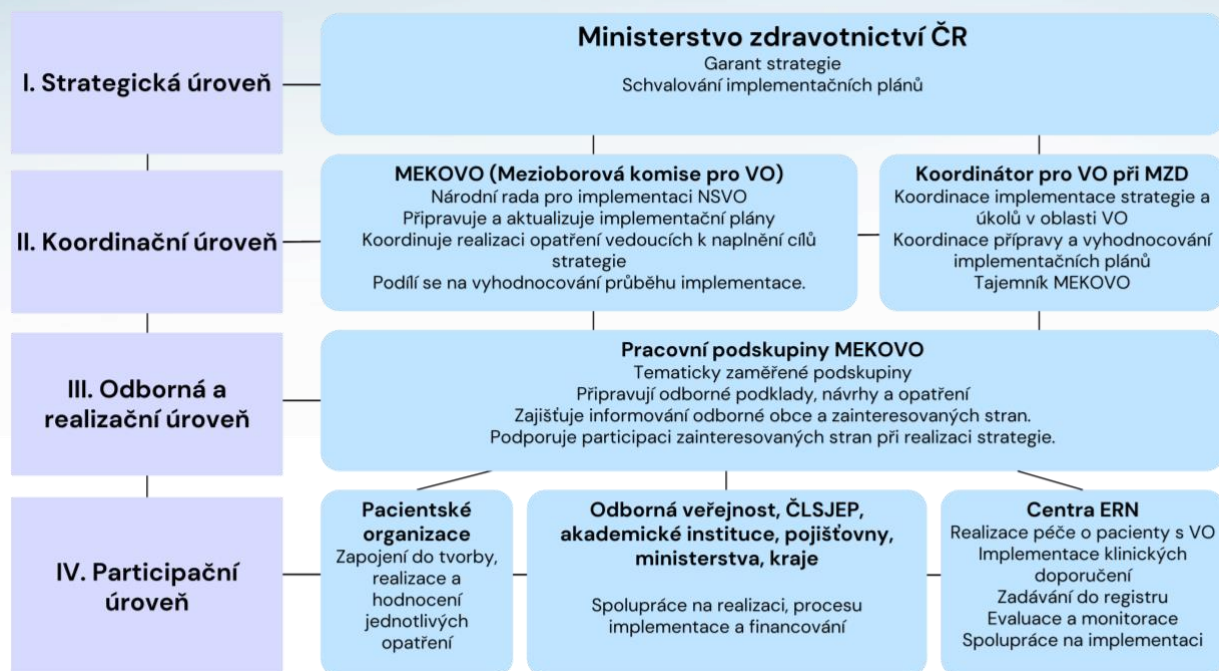 I. Strategická úroveň
Ministerstvo zdravotnictví ČR
Garant strategie
Schvalování implementačních plánů
II. Koordinační úroveň
MEKOVO (Mezioborová komise pro VO)
Národní rada pro implementaci NSVO
Připravuje a aktualizuje implementační plány
Koordinuje realizaci opatření vedoucích k naplnění cílů
strategie
Podílí se na vyhodnocování průběhu implementace.
Koordinátor pro VO při MZD
Koordinace implementace strategie a
úkolů v oblasti VO
Koordinace přípravy a vyhodnocování
implementačních plánů
Tajemník MEKOVO
III. Odborná a
realizační úroveň
Pracovní podskupiny MEKOVO
Tematicky zaměřené podskupiny
Připravují odborné podklady, návrhy a opatření
Zajišťuje informování odborné obce a zainteresovaných stran.
Podporuje participaci zainteresovaných stran při realizaci strategie.
IV. Participační
úroveň
Pacientské
organizace
Zapojení do tvorby,
realizace a
hodnocení
jednotlivých
opatření
Odborná veřejnost, ČLSJEP,
akademické instituce, pojišťovny,
ministerstva, kraje
Spolupráce na realizaci, procesu
implementace a financování
Centra ERN
Realizace péče o pacienty s VO
Implementace klinických
doporučení
Zadávání do registru
Evaluace a monitorace
Spolupráce na implementaci